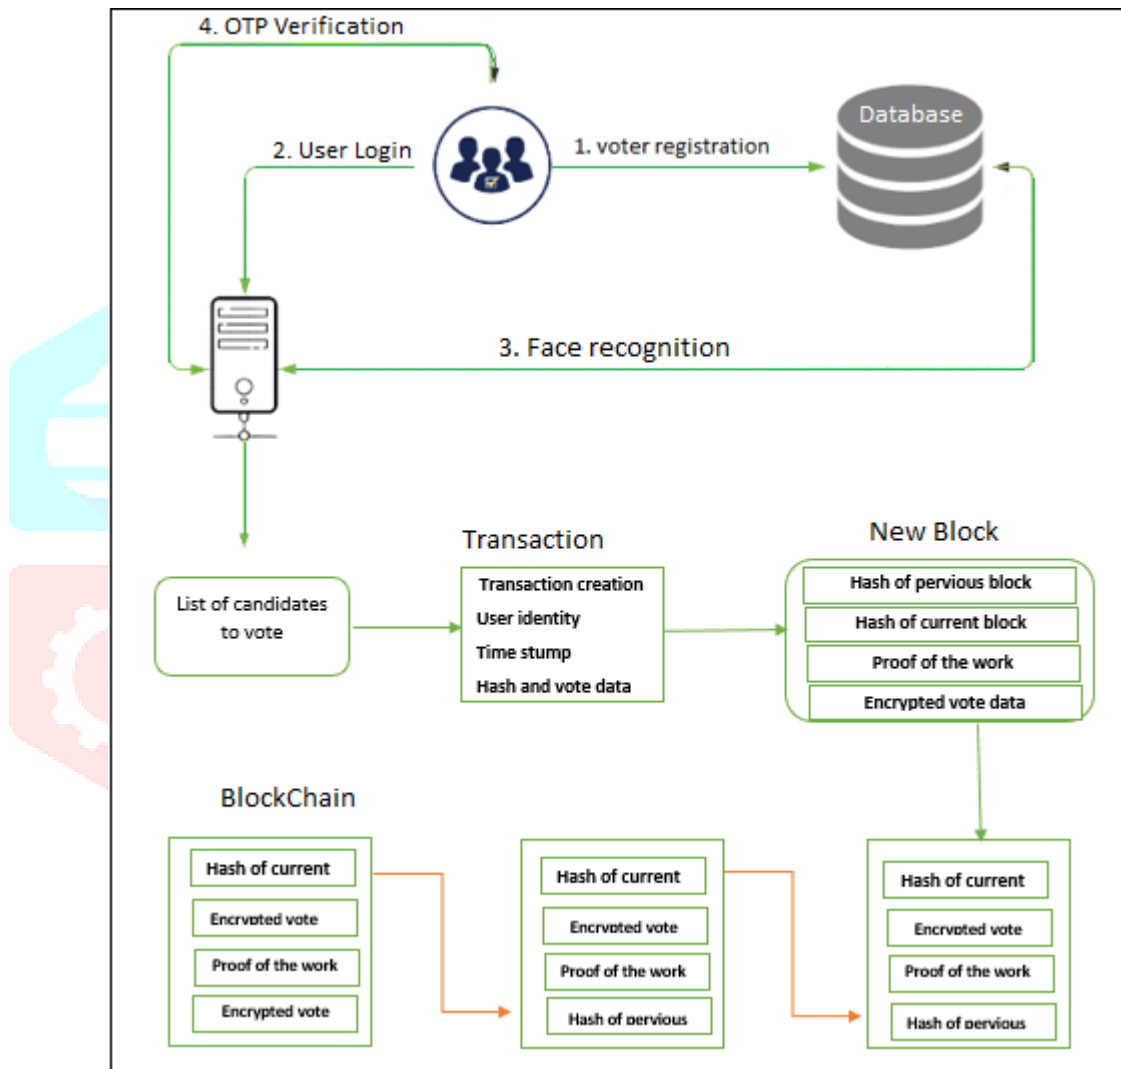 4. OTP Verification
Database
2. User Login
1. voter registration
3. Face recognition
List of candidates
to vote
Transaction
Transaction creation
User identity
Time stump
Hash and vote data
New Block
Hash of pervious block
Hash of current block
Proof of the work
Encrypted vote data
BlockChain
Hash of current
Encrypted vote
Proof of the work
Encrypted vote
Hash of current
Encrypted vote
Proof of the work
Hash of pervious
Hash of current
Encrypted vote
Proof of the work
Hash of pervious